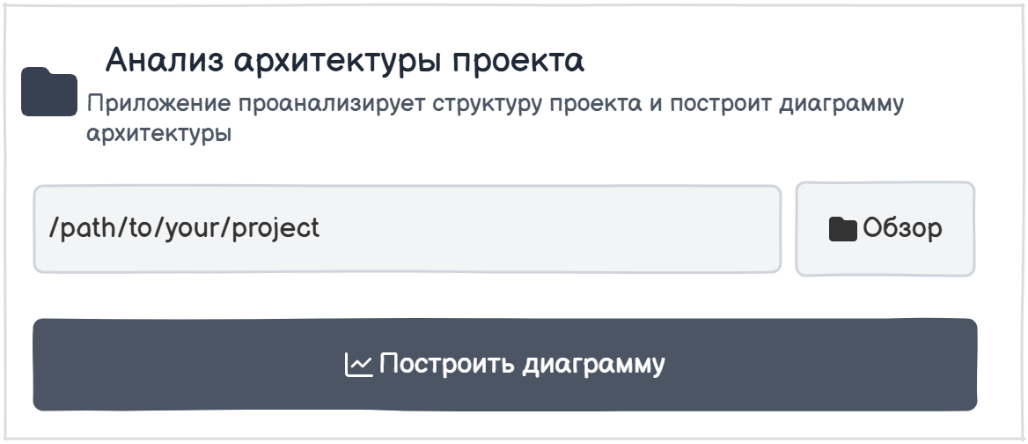 Анализ архитектуры проекта
Приложение проанализирует структуру проекта и построит диаграмму
архитектуры
/path/to/your/project
Обзор
Построить диаграмму